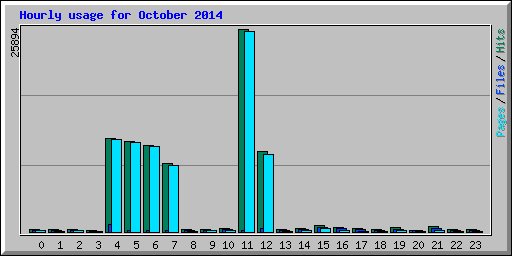 Hourly usage for October 2014
25894
Pages/Files/Hits
0 1 2 3 4 5 6 7 8 9 10 11 12 13 14 15 16 17 18 19 20 21 22 23